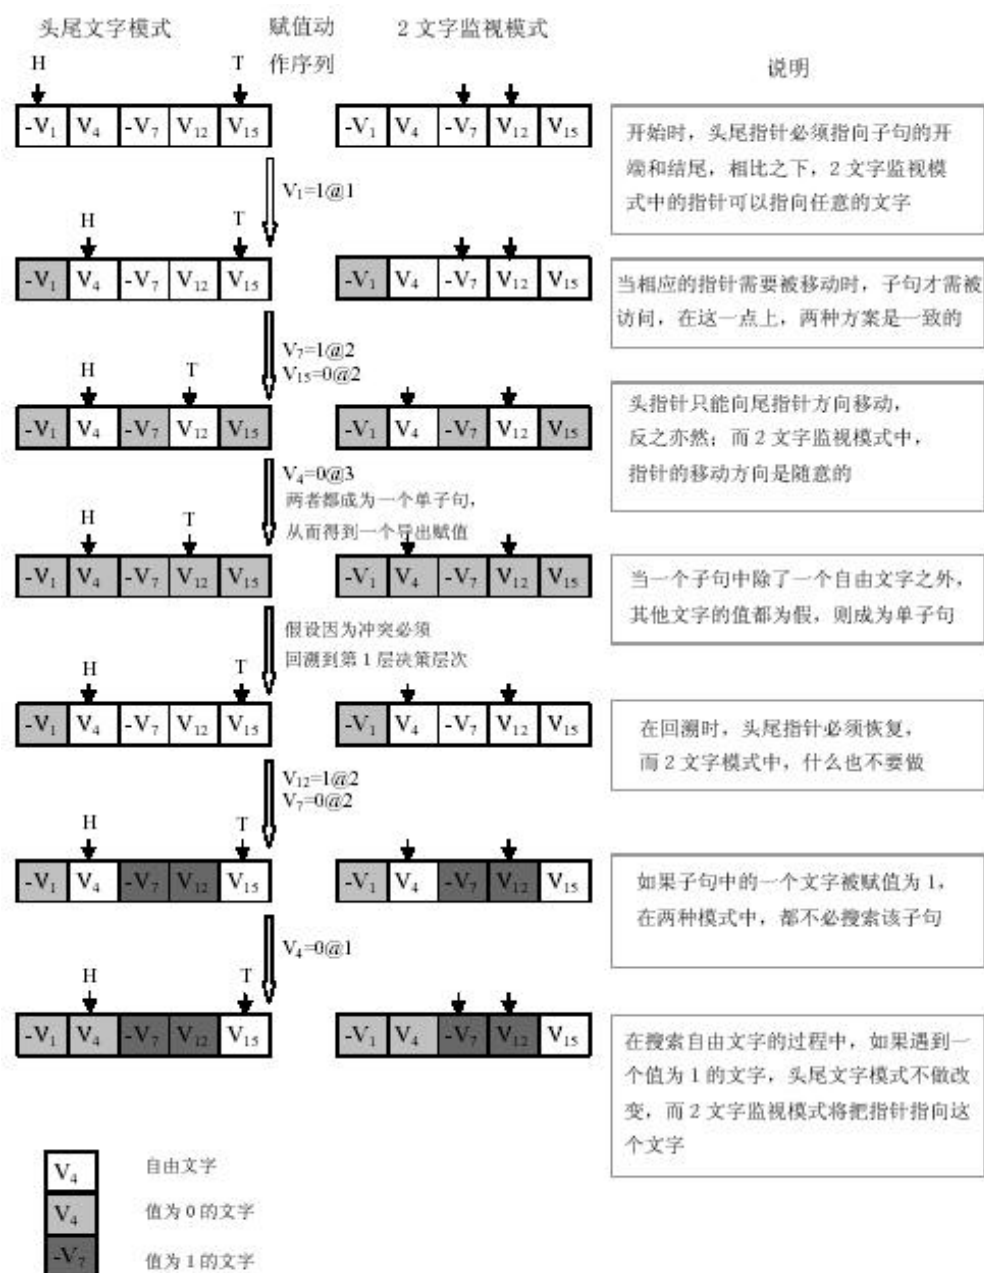 头尾文字模式
赋值动
作序列
2 文字监视模式
说明
H T
-V₁ V₄ -V₇ V₁₂ V₁₅
-V₁ V₄ -V₇ V₁₂ V₁₅
开始时，头尾指针必须指向子句的开
端和结尾，相比之下，2 文字监视模
式中的指针可以指向任意的文字
V₁=1@1
H T
-V₁ V₄ -V₇ V₁₂ V₁₅
-V₁ V₄ -V₇ V₁₂ V₁₅
当相应的指针需要被移动时，子句才需被
访问，在这一点上，两种方案是一致的
V₇=1@2
V₁₅=0@2
H T
-V₁ V₄ -V₇ V₁₂ V₁₅
-V₁ V₄ -V₇ V₁₂ V₁₅
头指针只能向尾指针方向移动，
反之亦然；而 2 文字监视模式中，
指针的移动方向是随意的
V₄=0@3
两者都成为一个单子句，
从而得到一个导出赋值
H T
-V₁ V₄ -V₇ V₁₂ V₁₅
-V₁ V₄ -V₇ V₁₂ V₁₅
当一个子句中除了一个自由文字之外，
其他文字的值都为假，则成为单子句
假设因为冲突必须
回溯到第 1 层决策层次
H T
-V₁ V₄ -V₇ V₁₂ V₁₅
-V₁ V₄ -V₇ V₁₂ V₁₅
在回溯时，头尾指针必须恢复，
而 2 文字模式中，什么也不要做
V₁₂=1@2
V₇=0@2
H T
-V₁ V₄ -V₇ V₁₂ V₁₅
-V₁ V₄ -V₇ V₁₂ V₁₅
如果子句中的一个文字被赋值为 1，
在两种模式中，都不必搜索该子句
V₄=0@1
H T
-V₁ V₄ -V₇ V₁₂ V₁₅
-V₁ V₄ -V₇ V₁₂ V₁₅
在搜索自由文字的过程中，如果遇到一
个值为 1 的文字，头尾文字模式不做改
变，而 2 文字监视模式将把指针指向这
个文字
V₄ 自由文字
V₄ 值为 0 的文字
-V₇ 值为 1 的文字